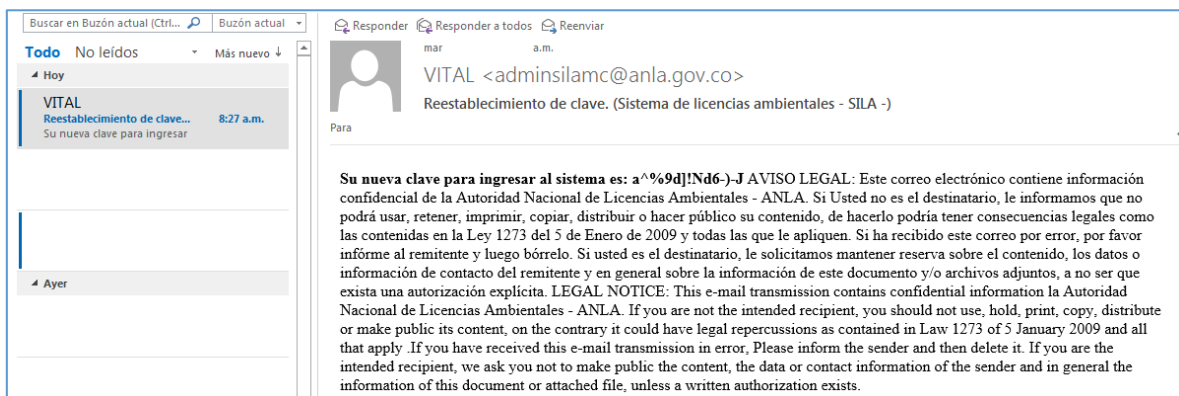 Buscar en Buzón actual (Ctrl... Buzón actual
Todo No leídos Más nuevo ↓
Hoy
VITAL
Reestablecimiento de clave... 8:27 a.m.
Su nueva clave para ingresar
Ayer
Responder Responder a todos Reenviar
mar a.m.
VITAL <adminsilamc@anla.gov.co>
Reestablecimiento de clave. (Sistema de licencias ambientales - SILA -)
Para
Su nueva clave para ingresar al sistema es: a^%9d]!Nd6-)-J AVISO LEGAL: Este correo electrónico contiene información
confidencial de la Autoridad Nacional de Licencias Ambientales - ANLA. Si Usted no es el destinatario, le informamos que no
podrá usar, retener, imprimir, copiar, distribuir o hacer público su contenido, de hacerlo podría tener consecuencias legales como
las contenidas en la Ley 1273 del 5 de Enero de 2009 y todas las que le apliquen. Si ha recibido este correo por error, por favor
infórme al remitente y luego bórrelo. Si usted es el destinatario, le solicitamos mantener reserva sobre el contenido, los datos o
información de contacto del remitente y en general sobre la información de este documento y/o archivos adjuntos, a no ser que
exista una autorización explícita. LEGAL NOTICE: This e-mail transmission contains confidential information la Autoridad
Nacional de Licencias Ambientales - ANLA. If you are not the intended recipient, you should not use, hold, print, copy, distribute
or make public its content, on the contrary it could have legal repercussions as contained in Law 1273 of 5 January 2009 and all
that apply .If you have received this e-mail transmission in error, Please inform the sender and then delete it. If you are the
intended recipient, we ask you not to make public the content, the data or contact information of the sender and in general the
information of this document or attached file, unless a written authorization exists.